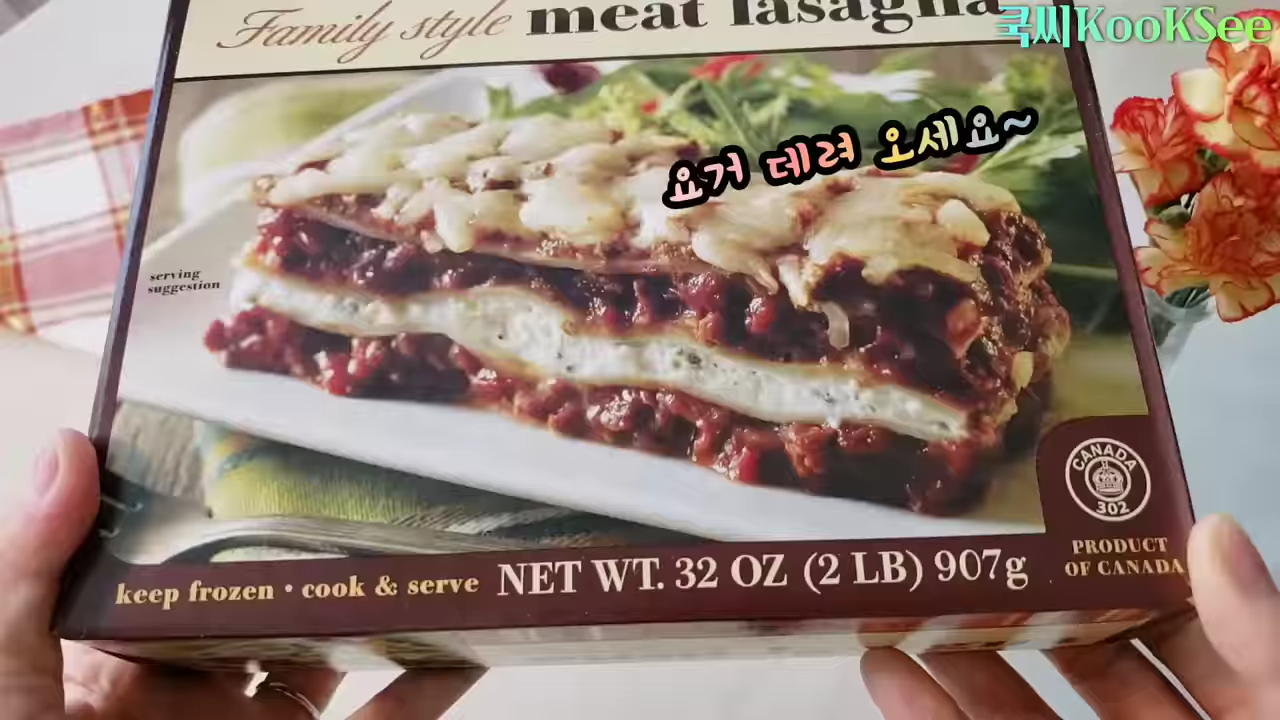 Family style meat lasagna
쿡씨KooKSee
요거 데려 오세요~
serving
suggestion
CANADA
302
PRODUCT
OF CANADA
keep frozen • cook & serve
NET WT. 32 OZ (2 LB) 907g